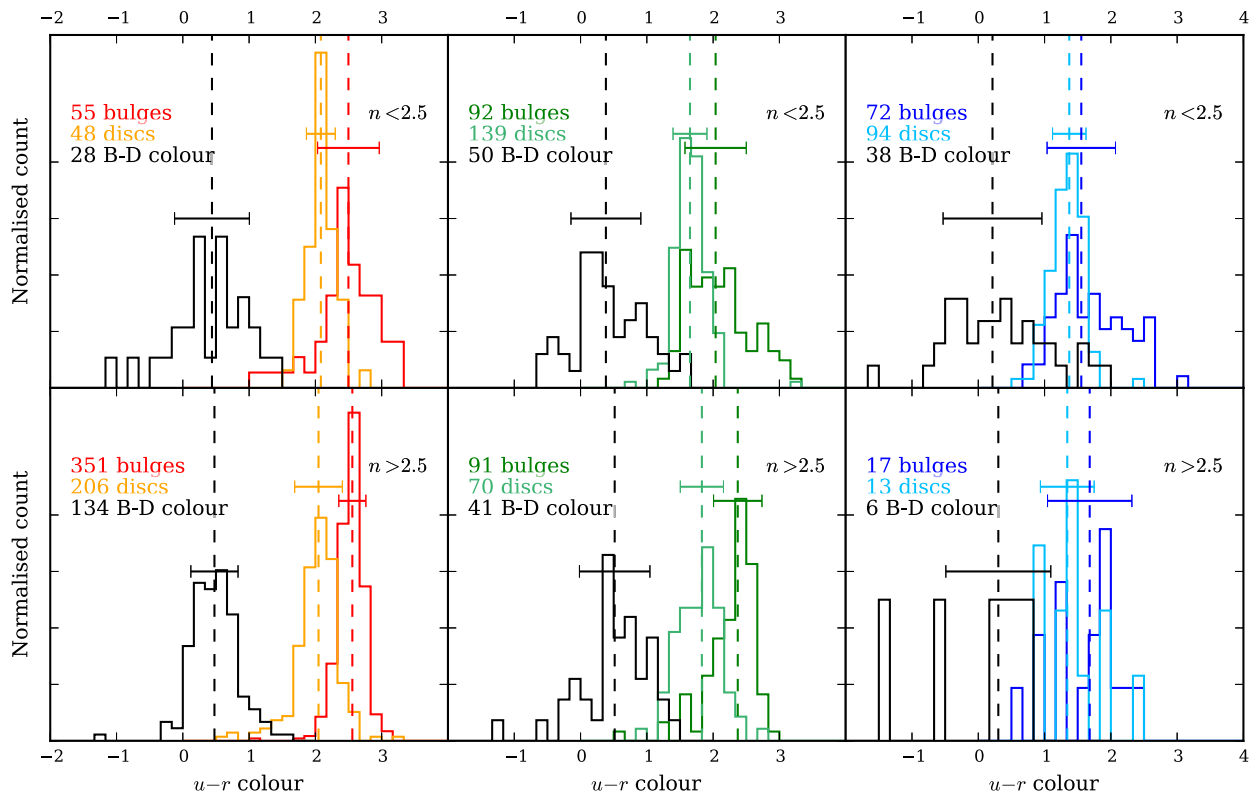 −2 −1 0 1 2 3 −1 0 1 2 3 −1 0 1 2 3 4
55 bulges
48 discs
28 B-D colour
n < 2.5
92 bulges
139 discs
50 B-D colour
n < 2.5
72 bulges
94 discs
38 B-D colour
n < 2.5
Normalised count
351 bulges
206 discs
134 B-D colour
n > 2.5
91 bulges
70 discs
41 B-D colour
n > 2.5
17 bulges
13 discs
6 B-D colour
n > 2.5
Normalised count
−2 −1 0 1 2 3 −1 0 1 2 3 −1 0 1 2 3 4
u−r colour u−r colour u−r colour